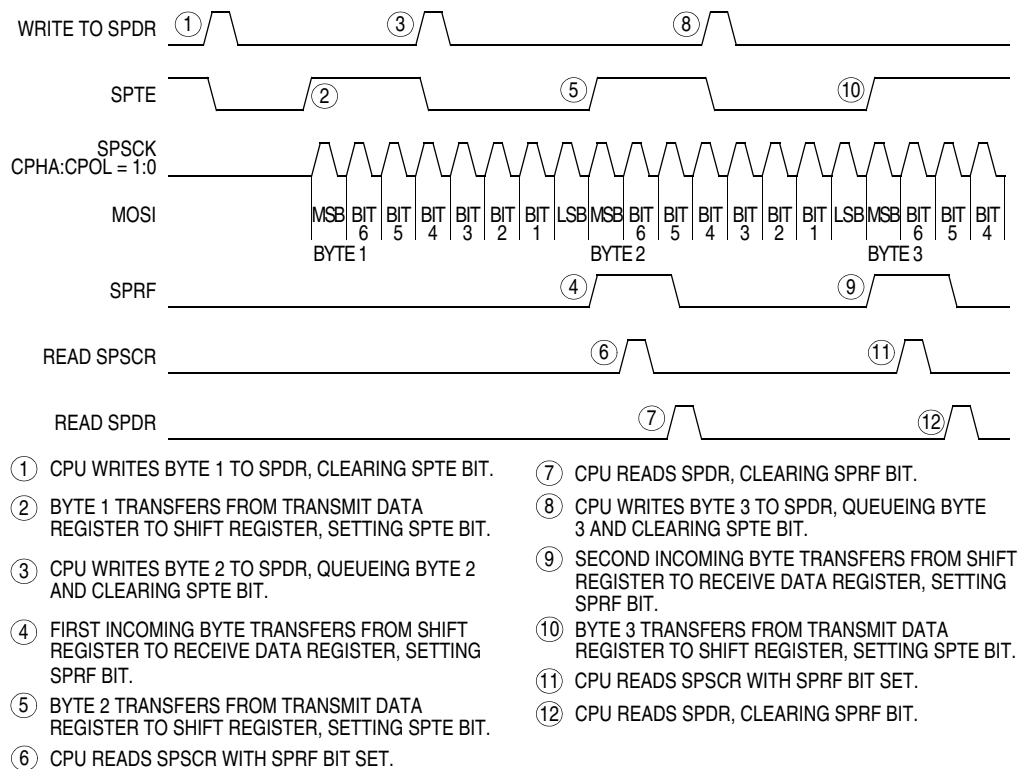 WRITE TO SPDR
1
3
8
SPTE
2
5
10
SPSCK
CPHA:CPOL = 1:0
MOSI
MSB BIT BIT BIT BIT BIT BIT LSB MSB BIT BIT BIT BIT BIT BIT LSB MSB BIT BIT BIT
6 5 4 3 2 1 6 5 4 3 2 1 6 5 4
BYTE 1 BYTE 2 BYTE 3
SPRF
4
9
READ SPSCR
6
11
READ SPDR
7
12
1 CPU WRITES BYTE 1 TO SPDR, CLEARING SPTE BIT.
2 BYTE 1 TRANSFERS FROM TRANSMIT DATA
REGISTER TO SHIFT REGISTER, SETTING SPTE BIT.
3 CPU WRITES BYTE 2 TO SPDR, QUEUEING BYTE 2
AND CLEARING SPTE BIT.
4 FIRST INCOMING BYTE TRANSFERS FROM SHIFT
REGISTER TO RECEIVE DATA REGISTER, SETTING
SPRF BIT.
5 BYTE 2 TRANSFERS FROM TRANSMIT DATA
REGISTER TO SHIFT REGISTER, SETTING SPTE BIT.
6 CPU READS SPSCR WITH SPRF BIT SET.
7 CPU READS SPDR, CLEARING SPRF BIT.
8 CPU WRITES BYTE 3 TO SPDR, QUEUEING BYTE
3 AND CLEARING SPTE BIT.
9 SECOND INCOMING BYTE TRANSFERS FROM SHIFT
REGISTER TO RECEIVE DATA REGISTER, SETTING
SPRF BIT.
10 BYTE 3 TRANSFERS FROM TRANSMIT DATA
REGISTER TO SHIFT REGISTER, SETTING SPTE BIT.
11 CPU READS SPSCR WITH SPRF BIT SET.
12 CPU READS SPDR, CLEARING SPRF BIT.